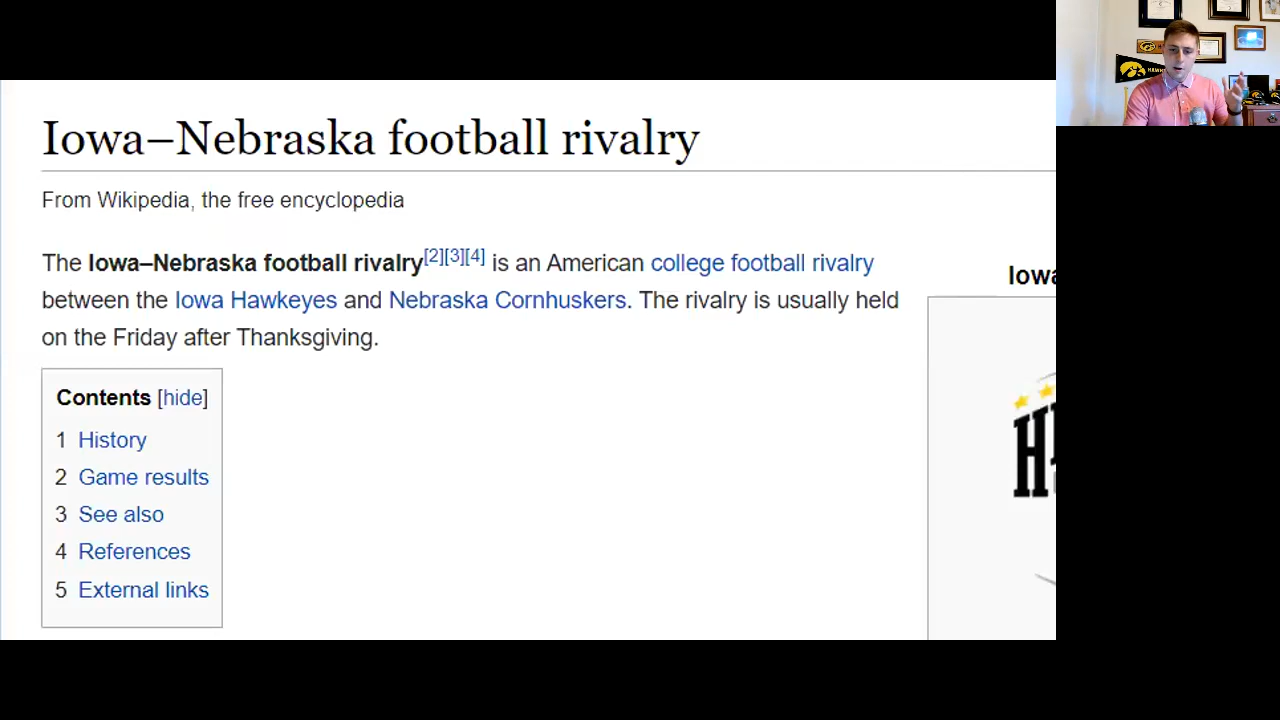 Iowa–Nebraska football rivalry
From Wikipedia, the free encyclopedia
The Iowa–Nebraska football rivalry[2][3][4] is an American college football rivalry
between the Iowa Hawkeyes and Nebraska Cornhuskers. The rivalry is usually held
on the Friday after Thanksgiving.
Contents [hide]
1 History
2 Game results
3 See also
4 References
5 External links